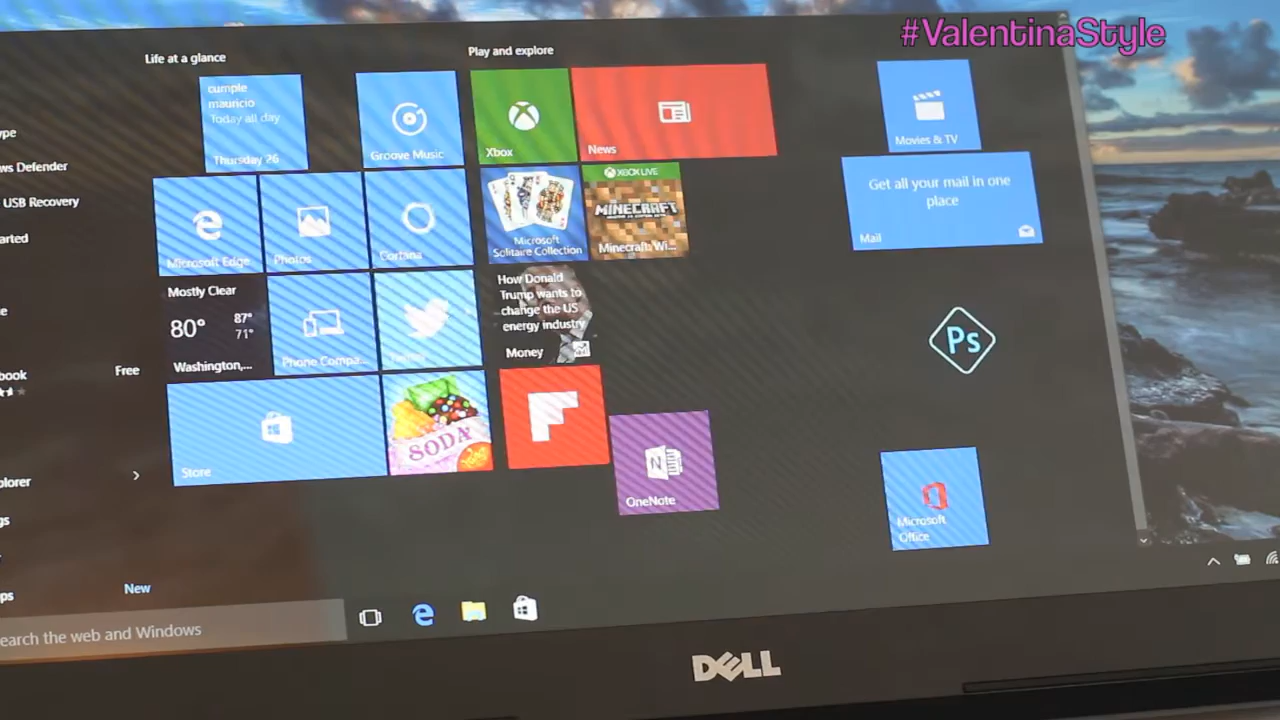 #ValentinaStyle
Life at a glance
Play and explore
cumple
mauricio
Today all day
Thursday 26
Groove Music
Xbox
News
Movies & TV
ype
ws Defender
USB Recovery
arted
e
book
Free
plorer
gs
ps
New
Microsoft Edge
Photos
Cortana
Microsoft
Solitaire Collection
XBOX LIVE
MINECRAFT
Minecraft: Wi...
Get all your mail in one
place
Mail
Mostly Clear
80°
87°
71°
Washington,...
Phone Compa...
Twitter
How Donald
Trump wants to
change the US
energy industry
Money
Ps
Store
SODA
N
OneNote
Microsoft
Office
earch the web and Windows
DELL